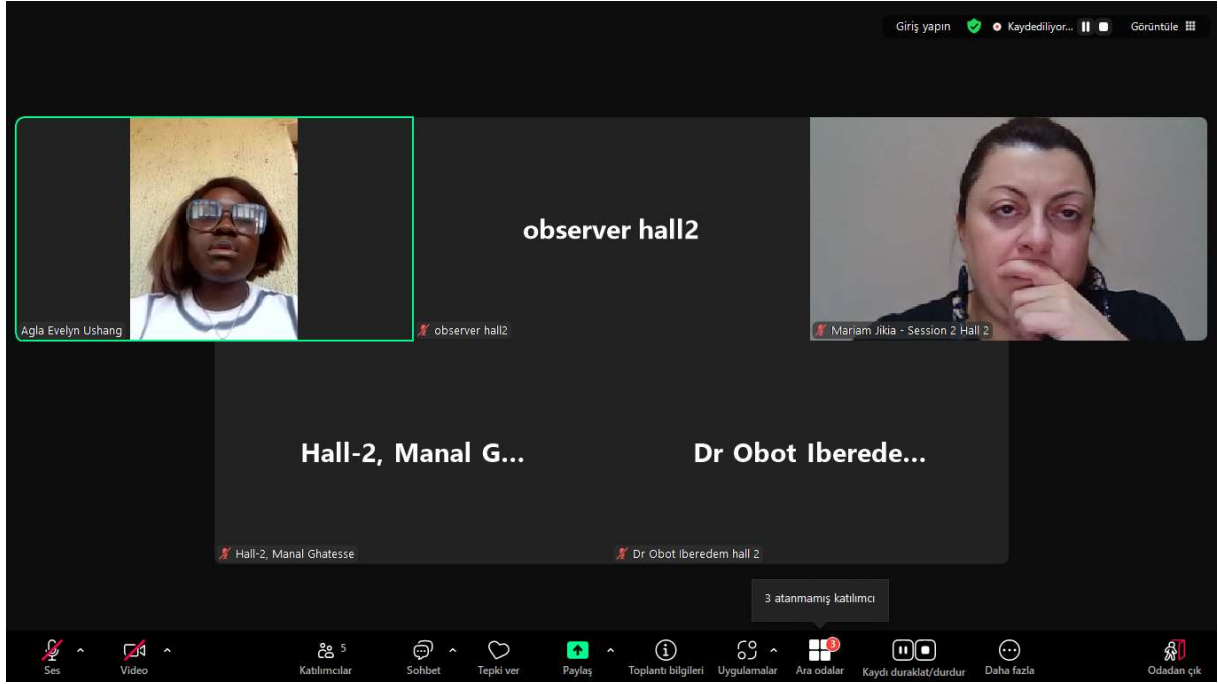 Giriş yapın
Kaydediliyor...
Görüntüle
Agla Evelyn Ushang
observer hall2
observer hall2
Mariam Jikia - Session 2 Hall 2
Hall-2, Manal G...
Dr Obot Iberede...
Hall-2, Manal Ghatesse
Dr Obot Iberedem hall 2
3 atanmamış katılımcı
Ses
Video
5
Katılımcılar
Sohbet
Tepki ver
Paylaş
Toplantı bilgileri
Uygulamalar
3
Ara odalar
Kaydı duraklat/durdur
Daha fazla
Odadan çık